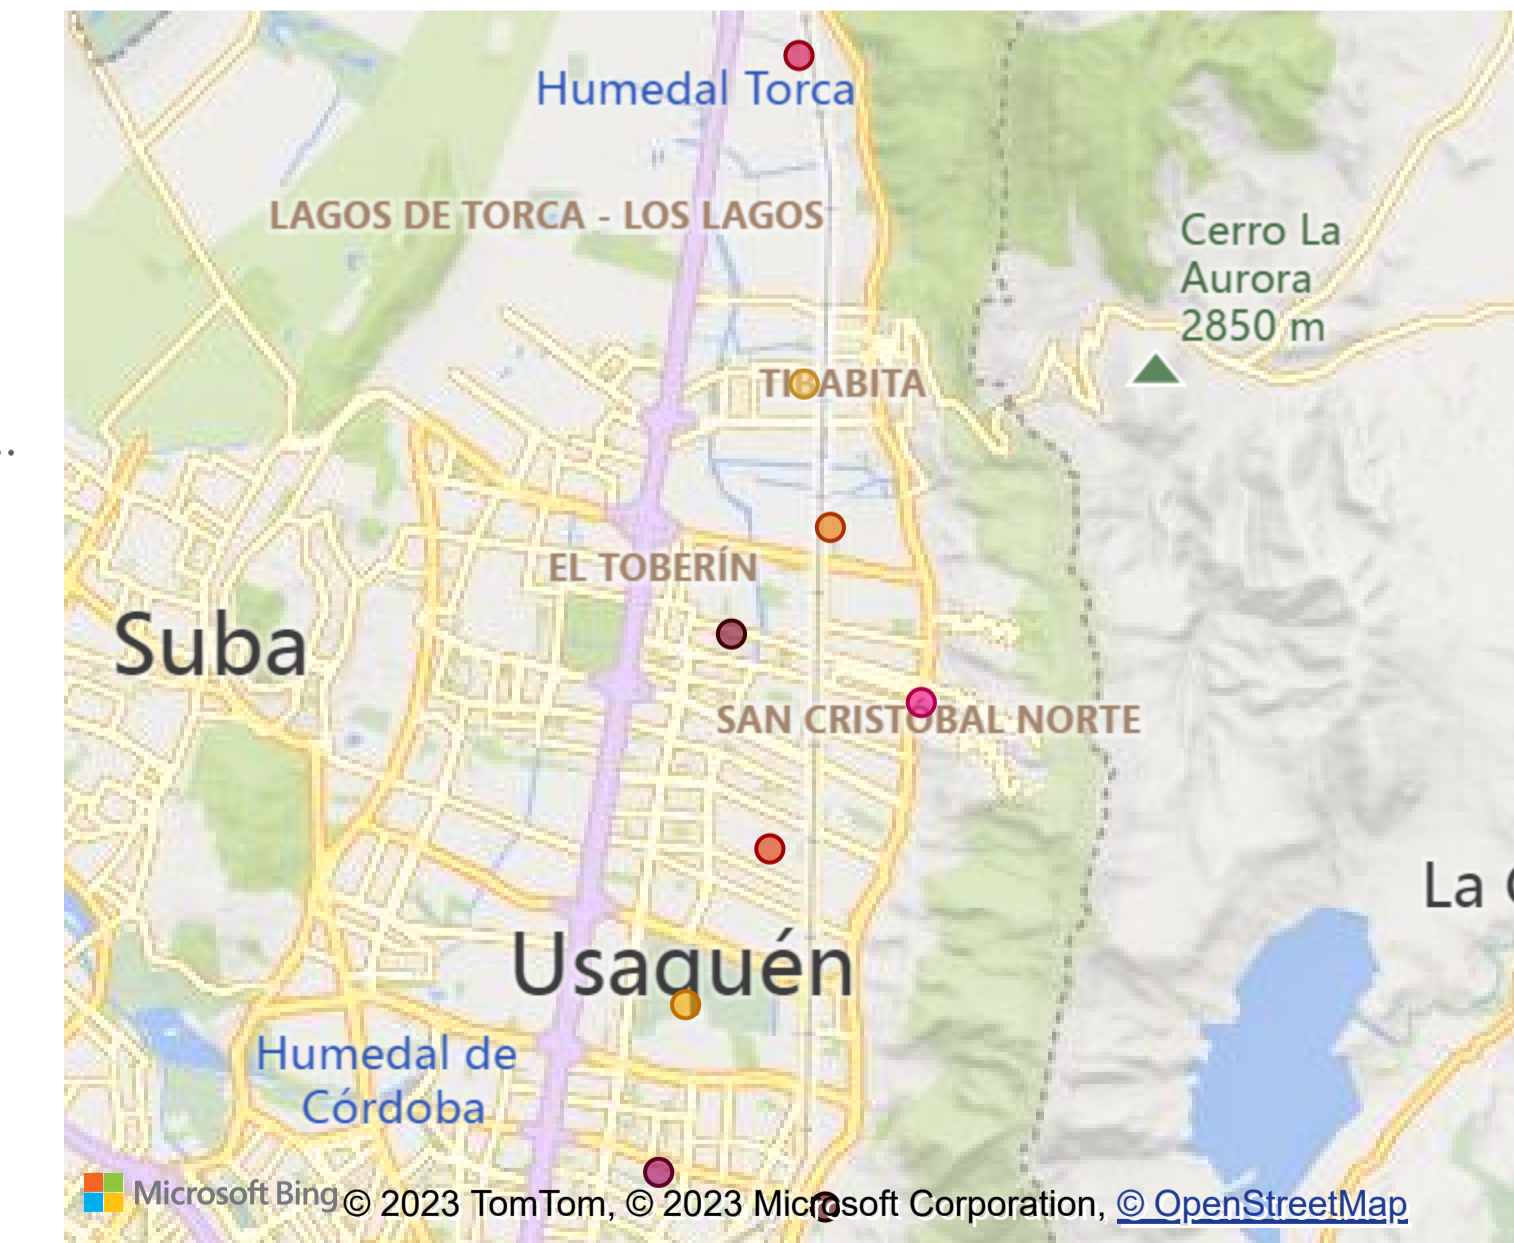 Humedal Torca
LAGOS DE TORCA - LOS LAGOS
Cerro La
Aurora
2850 m
TIBABITA
EL TOBERÍN
Suba
SAN CRISTÓBAL NORTE
La
Usaquén
Humedal de
Córdoba
Microsoft Bing
© 2023 TomTom, © 2023 Microsoft Corporation, © OpenStreetMap